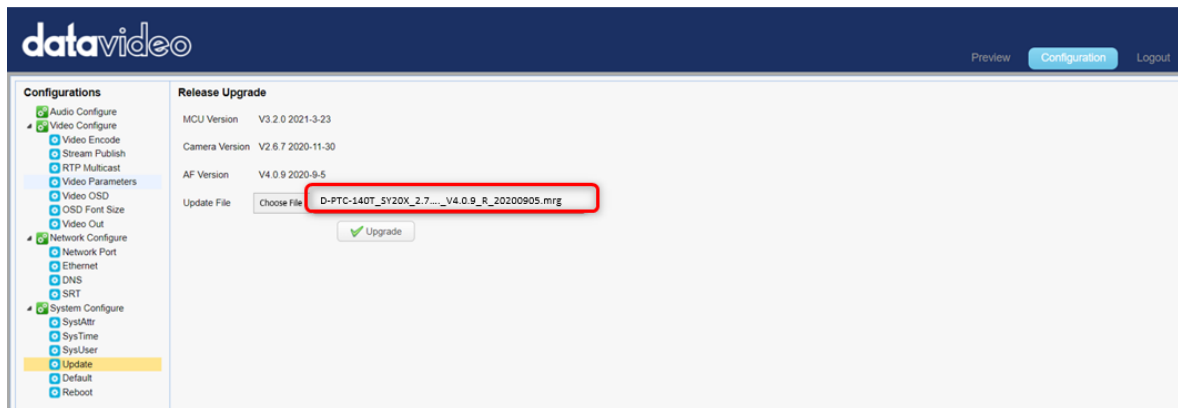 datavideo
Preview Configuration Logout
Configurations
Audio Configure
Video Configure
Video Encode
Stream Publish
RTP Multicast
Video Parameters
Video OSD
OSD Font Size
Video Out
Network Configure
Network Port
Ethernet
DNS
SRT
System Configure
SystAttr
SysTime
SysUser
Update
Default
Reboot
Release Upgrade
MCU Version V3.2.0 2021-3-23
Camera Version V2.6.7 2020-11-30
AF Version V4.0.9 2020-9-5
Update File Choose File D-PTC-140T_SY20X_2.7...._V4.0.9_R_20200905.mrg
Upgrade